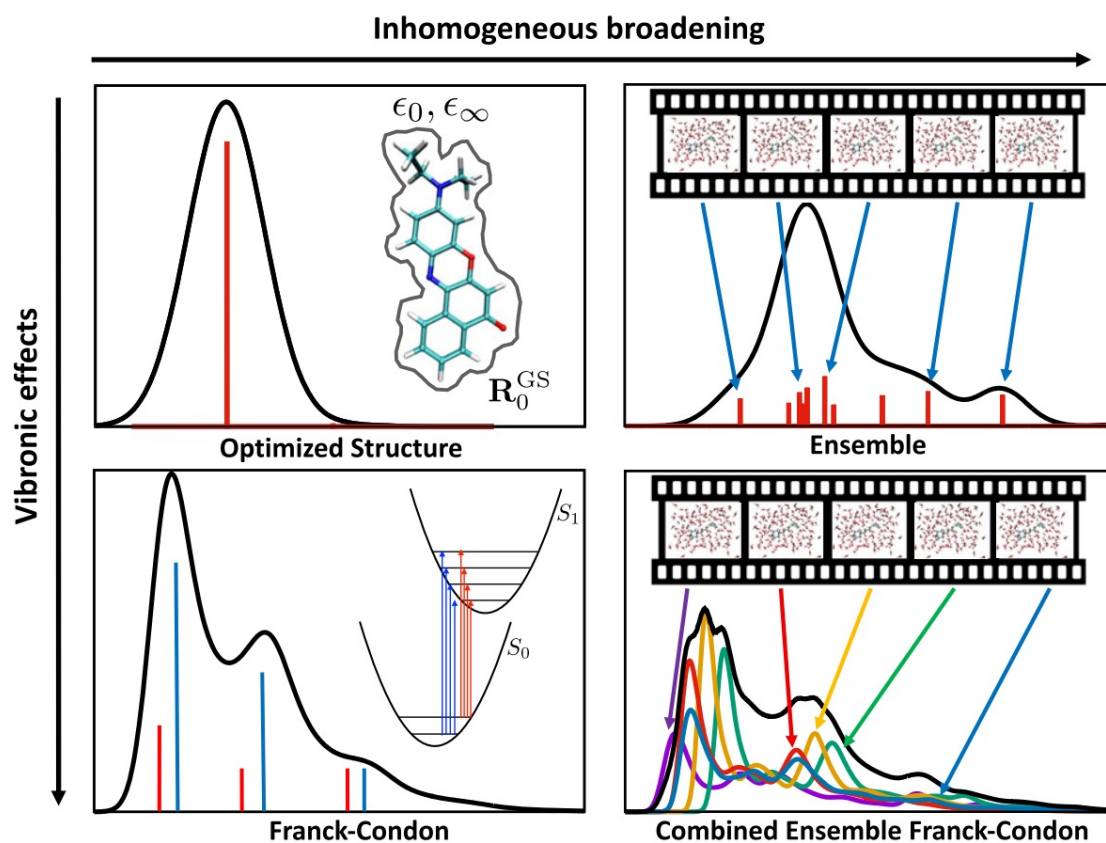 Inhomogeneous broadening
Vibronic effects
ϵ₀, ϵ∞
R₀ᴳˢ
Optimized Structure
Ensemble
S₁
S₀
Franck-Condon
Combined Ensemble Franck-Condon